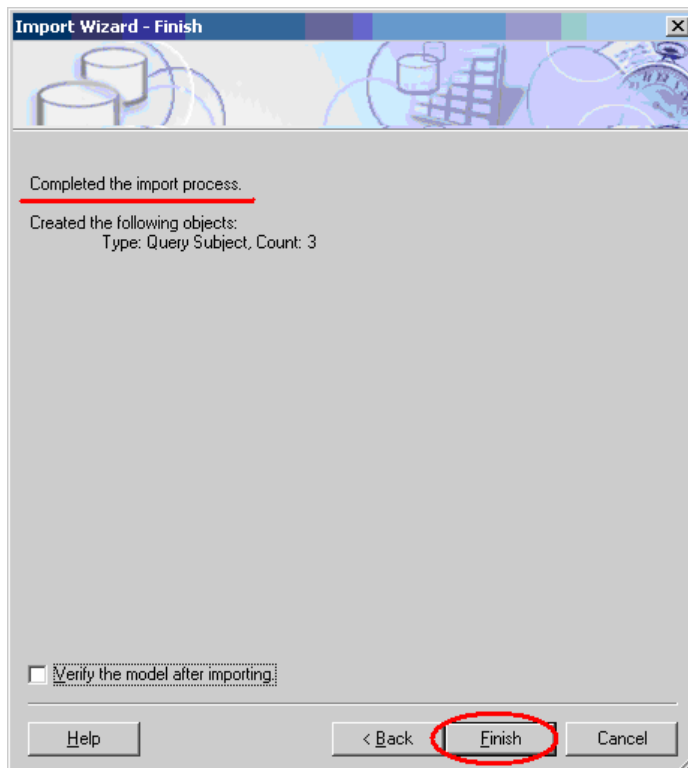 Import Wizard - Finish
Completed the import process.
Created the following objects:
Type: Query Subject, Count: 3
Verify the model after importing.
Help
< Back
Finish
Cancel